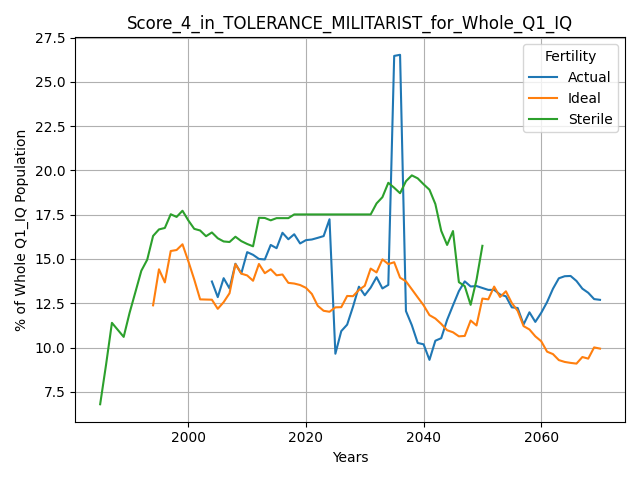 Score_4_in_TOLERANCE_MILITARIST_for_Whole_Q1_IQ
27.5
25.0
22.5
20.0
17.5
15.0
12.5
10.0
7.5
% of Whole Q1_IQ Population
Fertility
Actual
Ideal
Sterile
2000
2020
2040
2060
Years